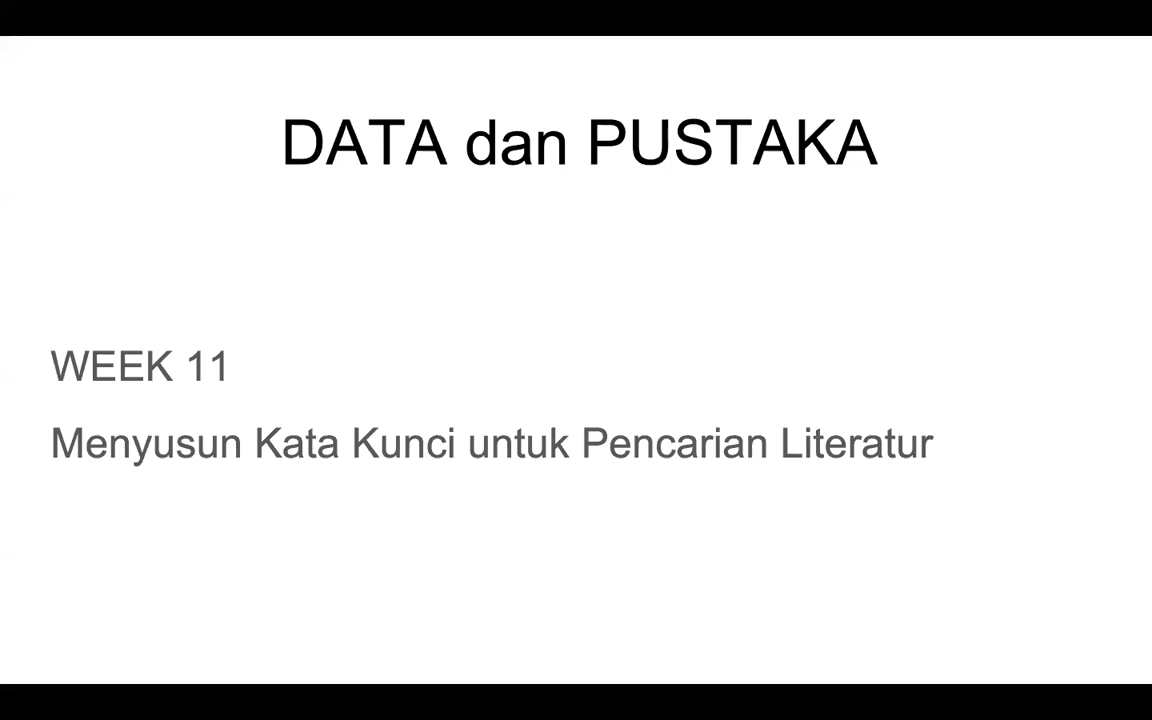 DATA dan PUSTAKA
WEEK 11
Menyusun Kata Kunci untuk Pencarian Literatur